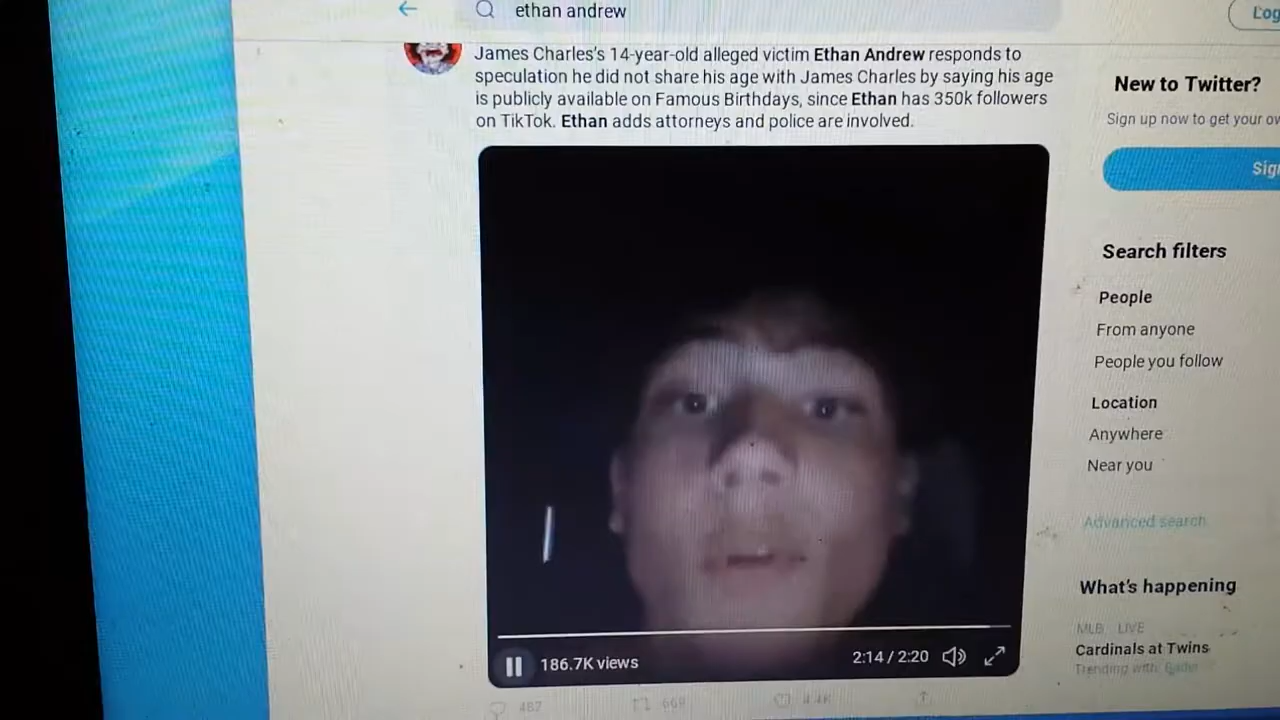 ethan andrew
Log
James Charles's 14-year-old alleged victim Ethan Andrew responds to
speculation he did not share his age with James Charles by saying his age
is publicly available on Famous Birthdays, since Ethan has 350k followers
on TikTok. Ethan adds attorneys and police are involved.
186.7K views
2:14 / 2:20
482
669
4.4K
New to Twitter?
Sign up now to get your ow
Sig
Search filters
People
From anyone
People you follow
Location
Anywhere
Near you
Advanced search
What's happening
MLB LIVE
Cardinals at Twins
Trending with